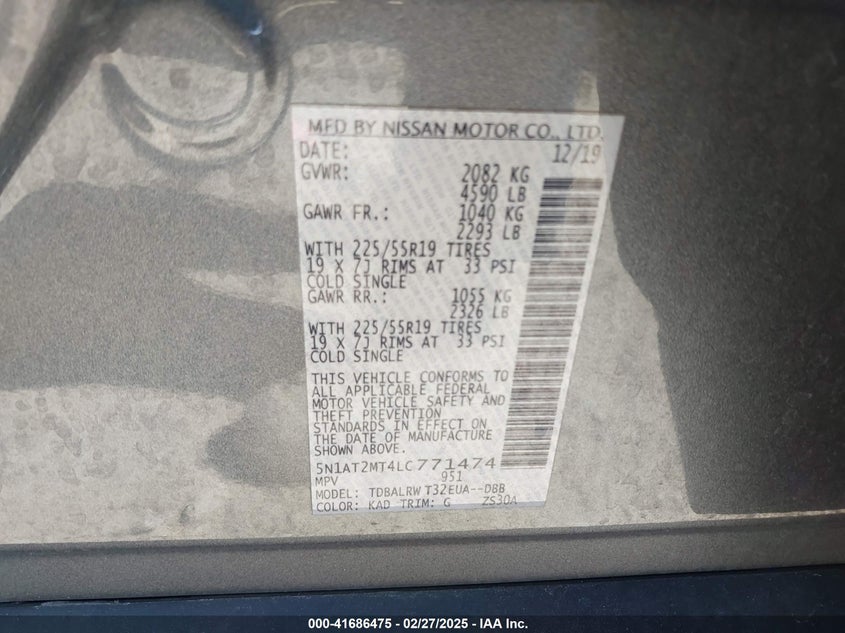 MFD BY NISSAN MOTOR CO., LTD.
DATE: 12/19
GVWR: 2082 KG
4590 LB
GAWR FR.: 1040 KG
2293 LB
WITH 225/55R19 TIRES
19 X 7J RIMS AT 33 PSI
COLD SINGLE
GAWR RR.: 1055 KG
2326 LB
WITH 225/55R19 TIRES
19 X 7J RIMS AT 33 PSI
COLD SINGLE
THIS VEHICLE CONFORMS TO
ALL APPLICABLE FEDERAL
MOTOR VEHICLE SAFETY AND
THEFT PREVENTION
STANDARDS IN EFFECT ON
THE DATE OF MANUFACTURE
SHOWN ABOVE.
5N1AT2MT4LC771474
MPV 951
MODEL: TDBALRW T32EUA--DBB
COLOR: KAD TRIM: G ZS30A
000-41686475 - 02/27/2025 - IAA Inc.